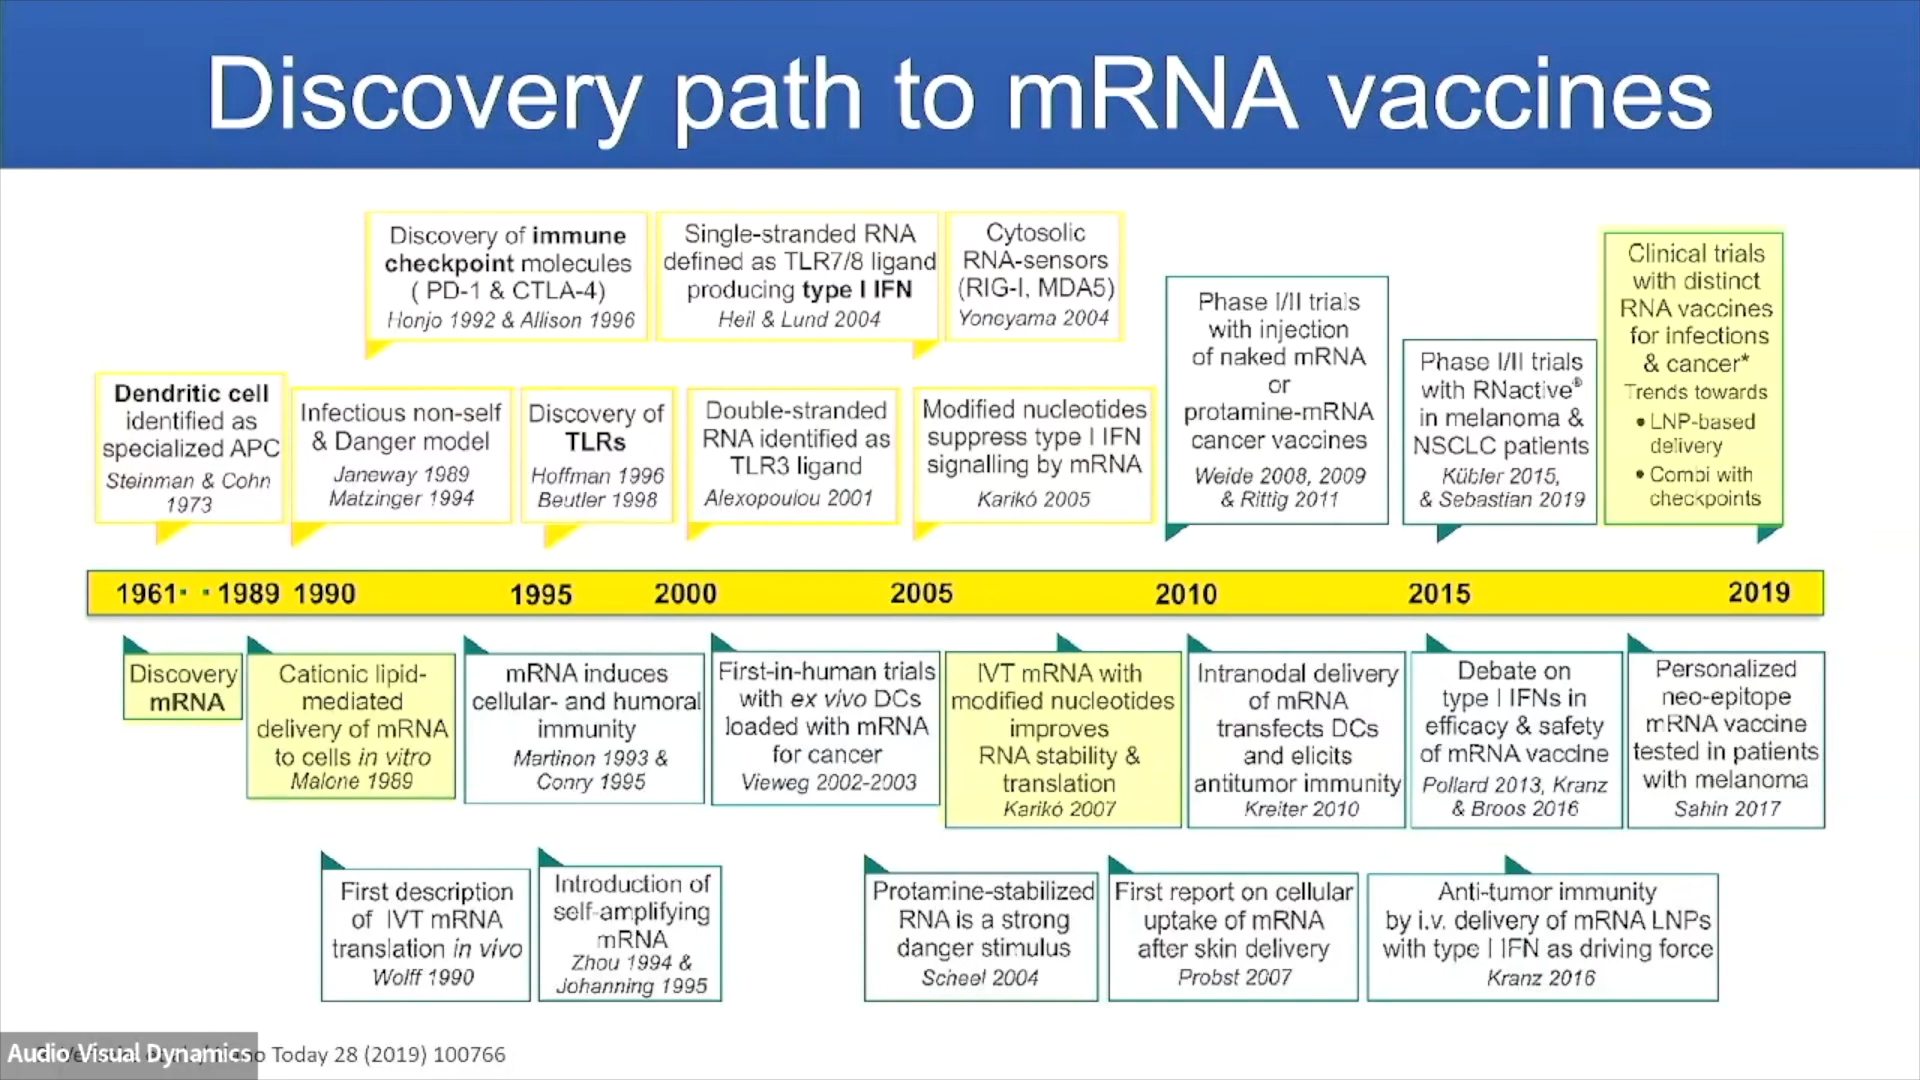 Discovery path to mRNA vaccines
Discovery of immune
checkpoint molecules
( PD-1 & CTLA-4)
Honjo 1992 & Allison 1996
Single-stranded RNA
defined as TLR7/8 ligand
producing type I IFN
Heil & Lund 2004
Cytosolic
RNA-sensors
(RIG-I, MDA5)
Yoneyama 2004
Dendritic cell
identified as
specialized APC
Steinman & Cohn
1973
Infectious non-self
& Danger model
Janeway 1989
Matzinger 1994
Discovery of
TLRs
Hoffman 1996
Beutler 1998
Double-stranded
RNA identified as
TLR3 ligand
Alexopoulou 2001
Modified nucleotides
suppress type I IFN
signalling by mRNA
Karikó 2005
Phase I/II trials
with injection
of naked mRNA
or
protamine-mRNA
cancer vaccines
Weide 2008, 2009
& Rittig 2011
Phase I/II trials
with RNactive®
in melanoma &
NSCLC patients
Kübler 2015,
& Sebastian 2019
Clinical trials
with distinct
RNA vaccines
for infections
& cancer*
Trends towards
• LNP-based
delivery
• Combi with
checkpoints
1961 · · 1989 1990 1995 2000 2005 2010 2015 2019
Discovery
mRNA
Cationic lipid-
mediated
delivery of mRNA
to cells in vitro
Malone 1989
mRNA induces
cellular- and humoral
immunity
Martinon 1993 &
Conry 1995
First-in-human trials
with ex vivo DCs
loaded with mRNA
for cancer
Vieweg 2002-2003
IVT mRNA with
modified nucleotides
improves
RNA stability &
translation
Karikó 2007
Intranodal delivery
of mRNA
transfects DCs
and elicits
antitumor immunity
Kreiter 2010
Debate on
type I IFNs in
efficacy & safety
of mRNA vaccine
Pollard 2013, Kranz
& Broos 2016
Personalized
neo-epitope
mRNA vaccine
tested in patients
with melanoma
Sahin 2017
First description
of IVT mRNA
translation in vivo
Wolff 1990
Introduction of
self-amplifying
mRNA
Zhou 1994 &
Johanning 1995
Protamine-stabilized
RNA is a strong
danger stimulus
Scheel 2004
First report on cellular
uptake of mRNA
after skin delivery
Probst 2007
Anti-tumor immunity
by i.v. delivery of mRNA LNPs
with type I IFN as driving force
Kranz 2016
Audio Visual Dynamics
Today 28 (2019) 100766